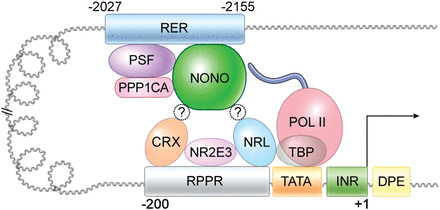 -2027 -2155
RER
PSF
NONO
PPP1CA
? ?
POL II
CRX
NR2E3
NRL
TBP
RPPR
TATA
INR
DPE
-200
+1